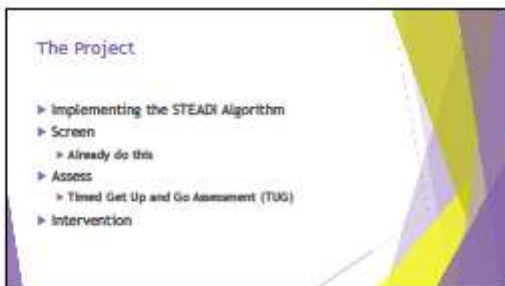 The Project
Implementing the STEADI Algorithm
Screen
Already do this
Assess
Timed Get Up and Go Assessment (TUG)
Intervention